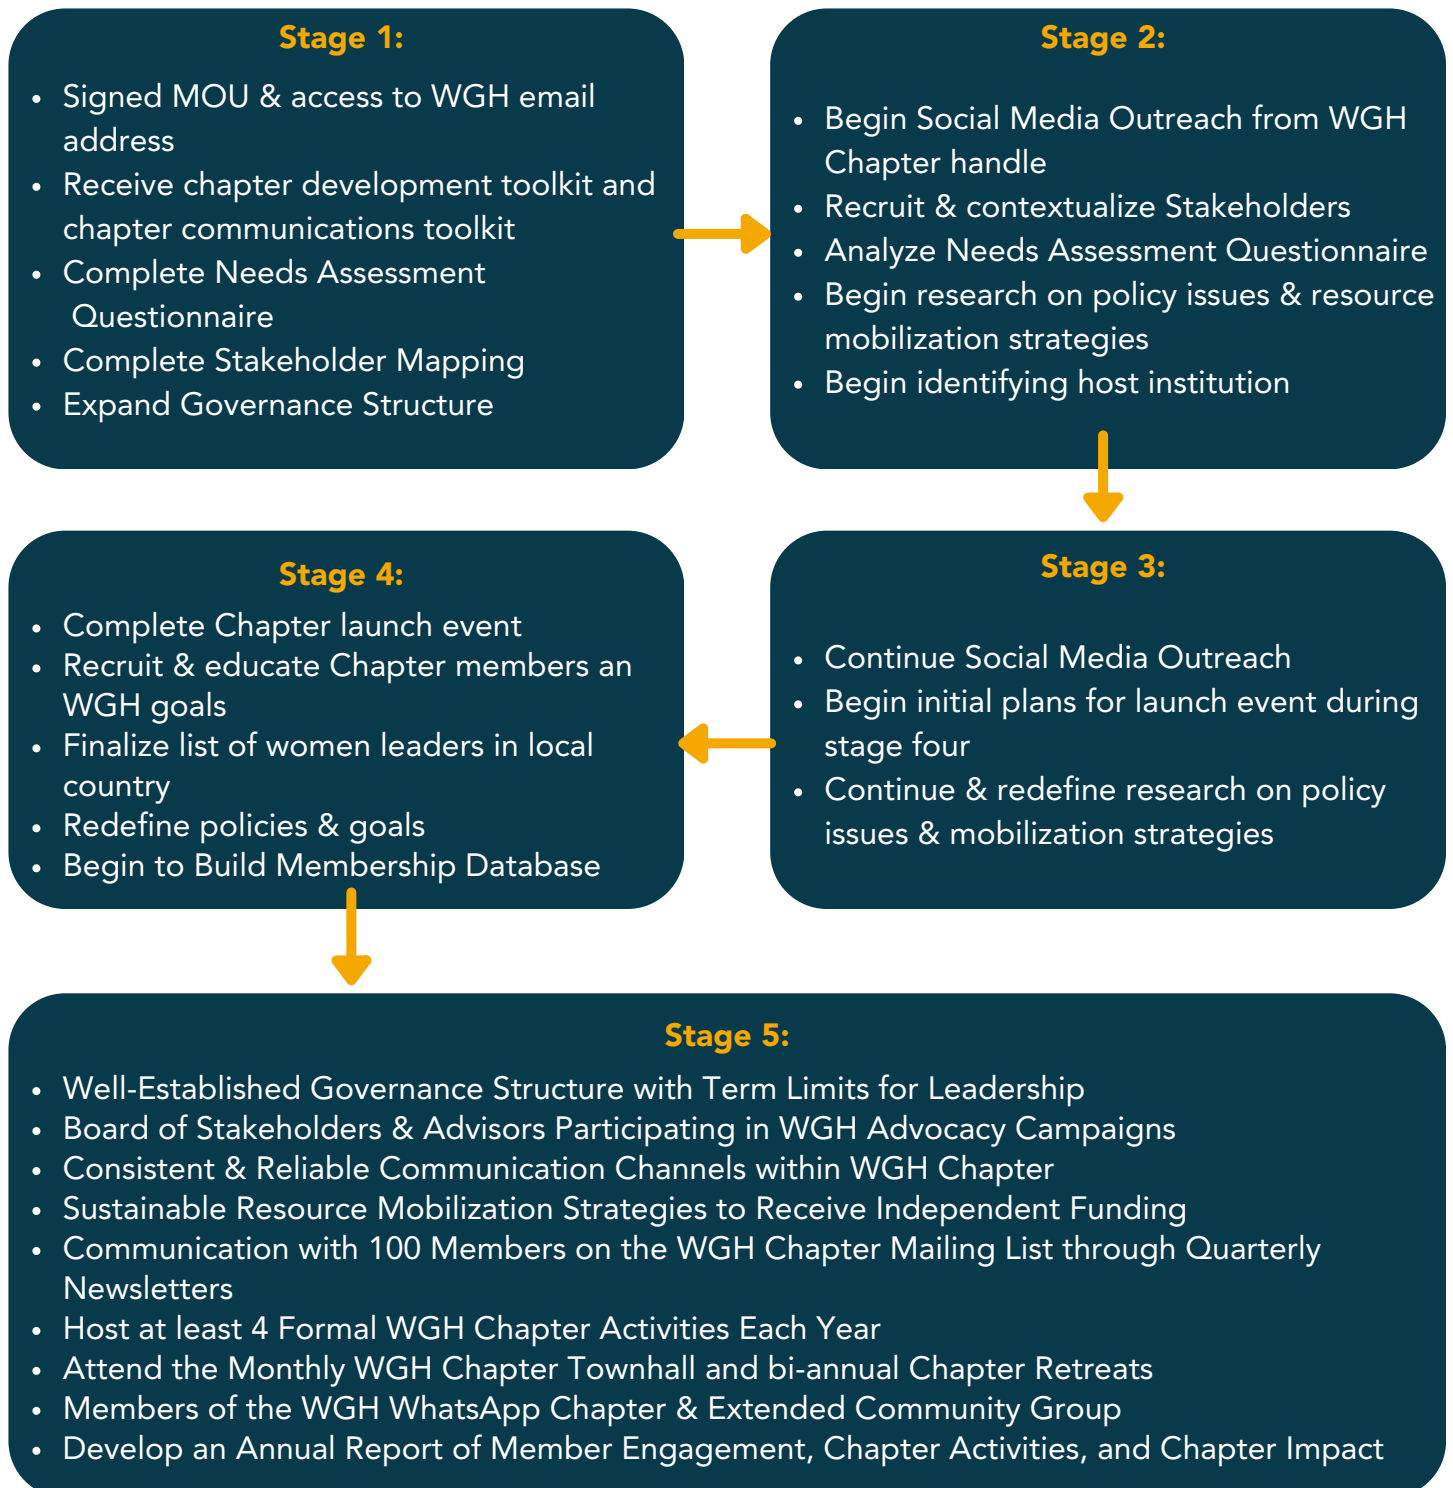 Stage 1:
• Signed MOU & access to WGH email
address
• Receive chapter development toolkit and
chapter communications toolkit
• Complete Needs Assessment
Questionnaire
• Complete Stakeholder Mapping
• Expand Governance Structure
Stage 2:
• Begin Social Media Outreach from WGH
Chapter handle
• Recruit & contextualize Stakeholders
• Analyze Needs Assessment Questionnaire
• Begin research on policy issues & resource
mobilization strategies
• Begin identifying host institution
Stage 3:
• Continue Social Media Outreach
• Begin initial plans for launch event during
stage four
• Continue & redefine research on policy
issues & mobilization strategies
Stage 4:
• Complete Chapter launch event
• Recruit & educate Chapter members an
WGH goals
• Finalize list of women leaders in local
country
• Redefine policies & goals
• Begin to Build Membership Database
Stage 5:
• Well-Established Governance Structure with Term Limits for Leadership
• Board of Stakeholders & Advisors Participating in WGH Advocacy Campaigns
• Consistent & Reliable Communication Channels within WGH Chapter
• Sustainable Resource Mobilization Strategies to Receive Independent Funding
• Communication with 100 Members on the WGH Chapter Mailing List through Quarterly
Newsletters
• Host at least 4 Formal WGH Chapter Activities Each Year
• Attend the Monthly WGH Chapter Townhall and bi-annual Chapter Retreats
• Members of the WGH WhatsApp Chapter & Extended Community Group
• Develop an Annual Report of Member Engagement, Chapter Activities, and Chapter Impact